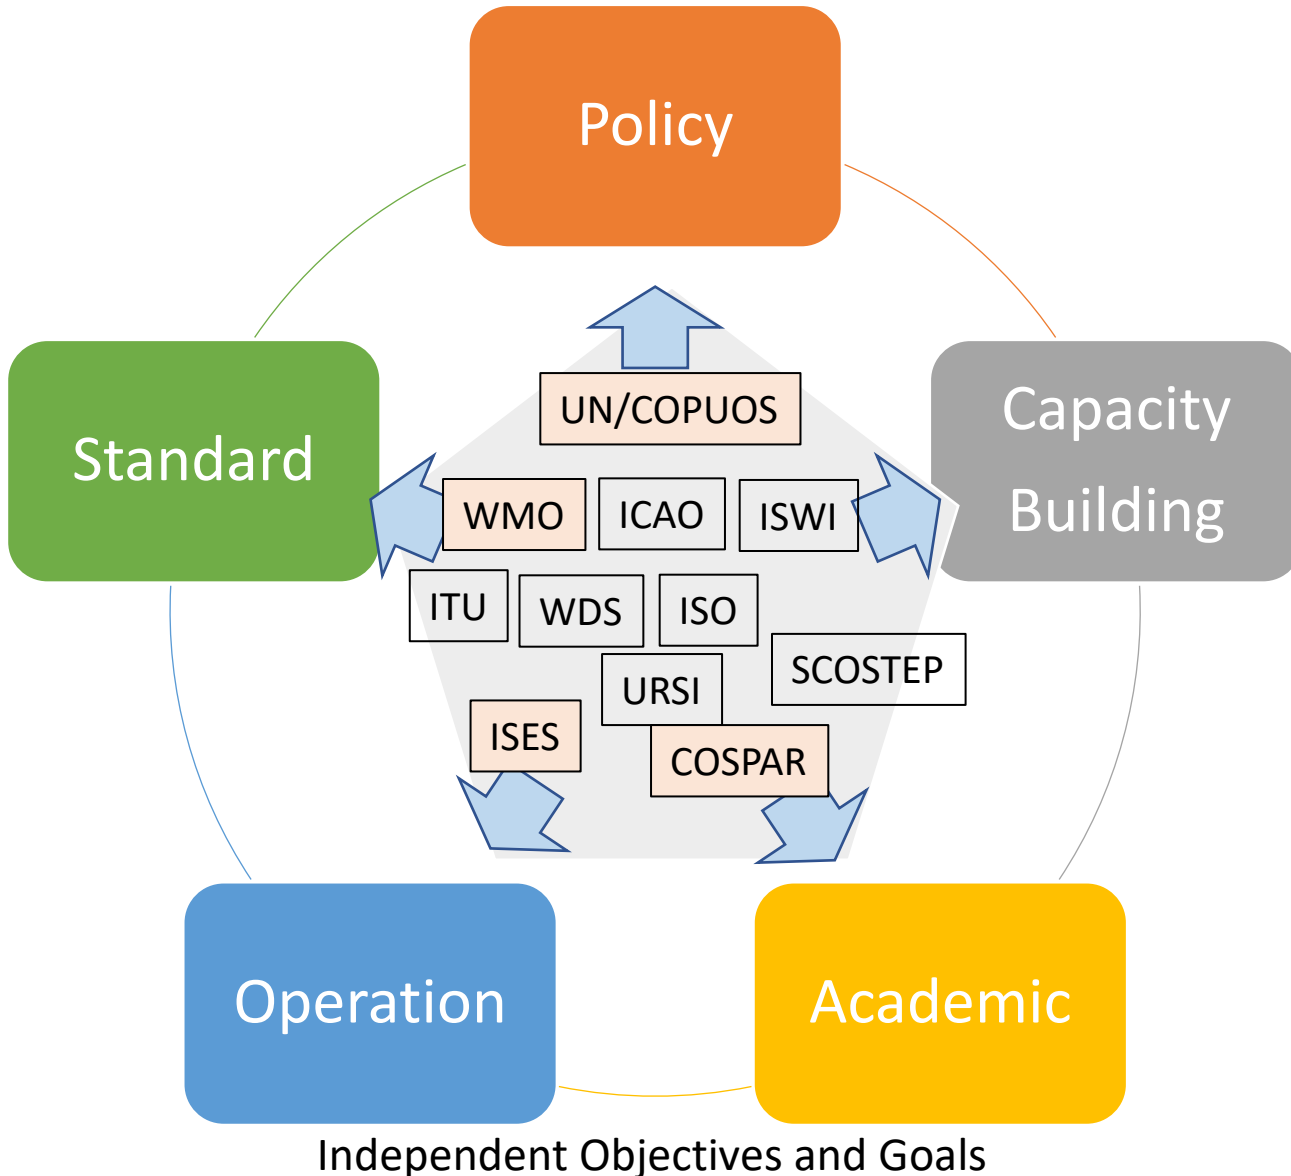 Policy
Standard
Capacity
Building
UN/COPUOS
WMO
ICAO
ISWI
ITU
WDS
ISO
SCOSTEP
URSI
ISES
COSPAR
Operation
Academic
Independent Objectives and Goals